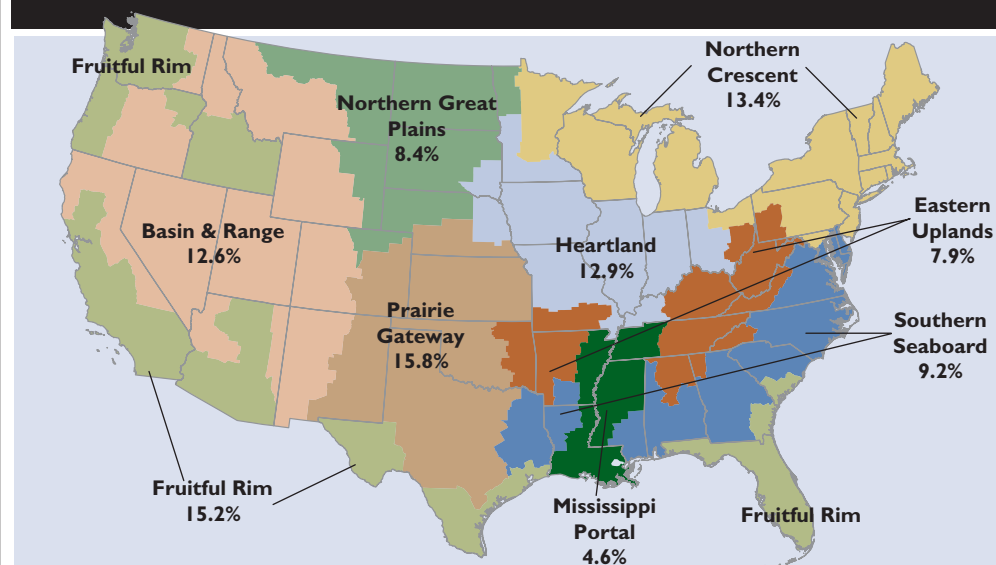 Fruitful Rim
Northern Great
Plains
8.4%
Northern
Crescent
13.4%
Basin & Range
12.6%
Heartland
12.9%
Eastern
Uplands
7.9%
Prairie
Gateway
15.8%
Southern
Seaboard
9.2%
Fruitful Rim
15.2%
Mississippi
Portal
4.6%
Fruitful Rim